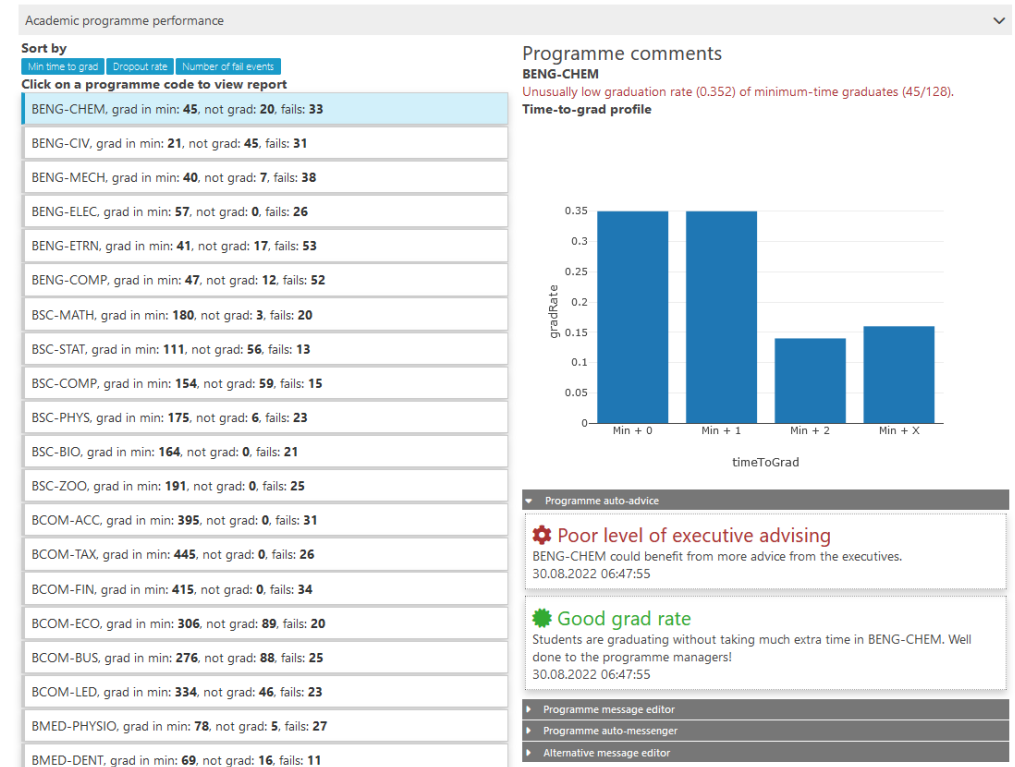 Academic programme performance
Sort by
Min time to grad
Dropout rate
Number of fail events
Click on a programme code to view report
BENG-CHEM, grad in min: 45, not grad: 20, fails: 33
BENG-CIV, grad in min: 21, not grad: 45, fails: 31
BENG-MECH, grad in min: 40, not grad: 7, fails: 38
BENG-ELEC, grad in min: 57, not grad: 0, fails: 26
BENG-ETRN, grad in min: 41, not grad: 17, fails: 53
BENG-COMP, grad in min: 47, not grad: 12, fails: 52
BSC-MATH, grad in min: 180, not grad: 3, fails: 20
BSC-STAT, grad in min: 111, not grad: 56, fails: 13
BSC-COMP, grad in min: 154, not grad: 59, fails: 15
BSC-PHYS, grad in min: 175, not grad: 6, fails: 23
BSC-BIO, grad in min: 164, not grad: 0, fails: 21
BSC-ZOO, grad in min: 191, not grad: 0, fails: 25
BCOM-ACC, grad in min: 395, not grad: 0, fails: 31
BCOM-TAX, grad in min: 445, not grad: 0, fails: 26
BCOM-FIN, grad in min: 415, not grad: 0, fails: 34
BCOM-ECO, grad in min: 306, not grad: 89, fails: 20
BCOM-BUS, grad in min: 276, not grad: 88, fails: 25
BCOM-LED, grad in min: 334, not grad: 46, fails: 23
BMED-PHYSIO, grad in min: 78, not grad: 5, fails: 27
BMED-DENT, grad in min: 69, not grad: 16, fails: 11
Programme comments
BENG-CHEM
Unusually low graduation rate (0.352) of minimum-time graduates (45/128).
Time-to-grad profile
gradRate
0.35
0.3
0.25
0.2
0.15
0.1
0.05
0
Min + 0
Min + 1
Min + 2
Min + X
timeToGrad
Programme auto-advice
Poor level of executive advising
BENG-CHEM could benefit from more advice from the executives.
30.08.2022 06:47:55
Good grad rate
Students are graduating without taking much extra time in BENG-CHEM. Well
done to the programme managers!
30.08.2022 06:47:55
Programme message editor
Programme auto-messenger
Alternative message editor